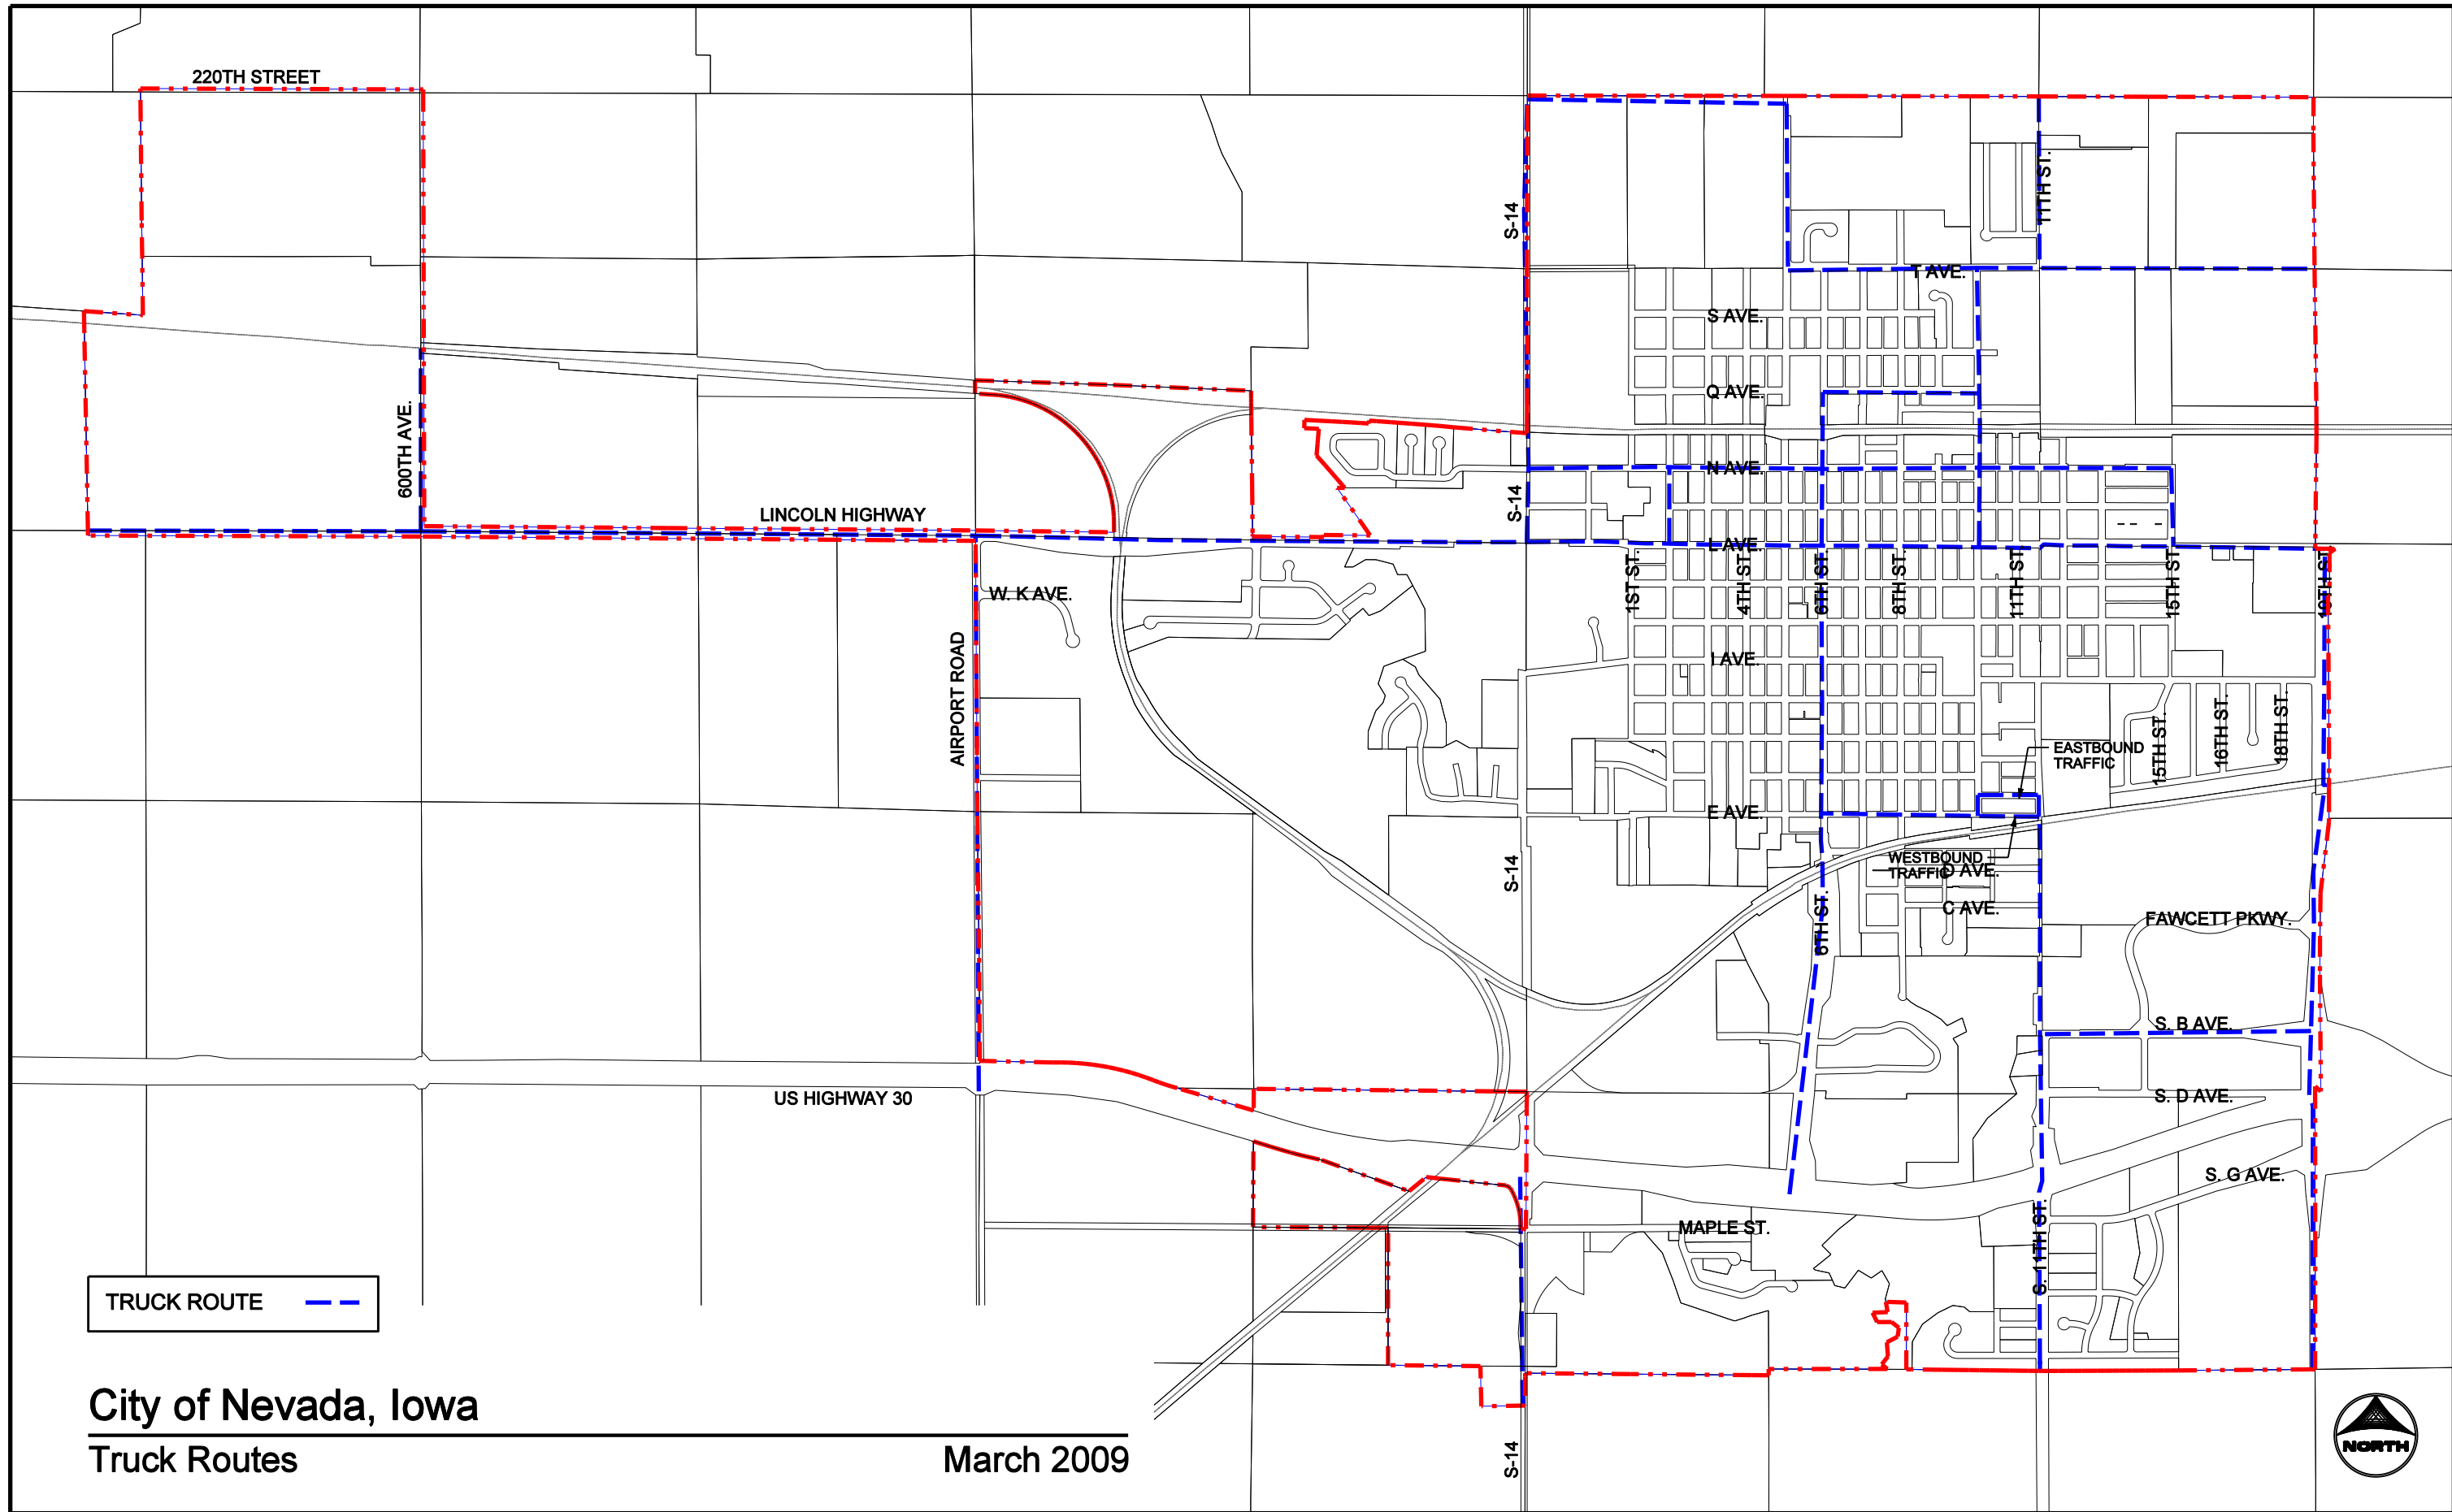 220TH STREET
11TH ST.
S-14
T AVE.
S AVE.
Q AVE.
600TH AVE.
N AVE.
S-14
LINCOLN HIGHWAY
L AVE.
1ST ST.
4TH ST.
6TH ST.
8TH ST.
11TH ST.
15TH ST.
19TH ST.
W. K AVE.
I AVE.
AIRPORT ROAD
15TH ST.
16TH ST.
18TH ST.
EASTBOUND
TRAFFIC
E AVE.
S-14
WESTBOUND
TRAFFIC
D AVE.
C AVE.
6TH ST.
FAWCETT PKWY.
S. B AVE.
US HIGHWAY 30
S. D AVE.
S. G AVE.
MAPLE ST.
S. 11TH ST.
TRUCK ROUTE
City of Nevada, Iowa
Truck Routes
March 2009
S-14
NORTH